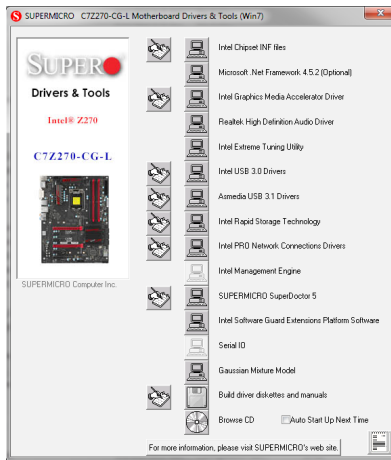 SUPERMICRO C7Z270-CG-L Motherboard Drivers & Tools (Win7)
SUPERO
Drivers & Tools
Intel® Z270
C7Z270-CG-L
SUPERMICRO Computer Inc.
Intel Chipset INF files
Microsoft .Net Framework 4.5.2 (Optional)
Intel Graphics Media Accelerator Driver
Realtek High Definition Audio Driver
Intel Extreme Tuning Utility
Intel USB 3.0 Drivers
Asmedia USB 3.1 Drivers
Intel Rapid Storage Technology
Intel PRO Network Connections Drivers
Intel Management Engine
SUPERMICRO SuperDoctor 5
Intel Software Guard Extensions Platform Software
Serial IO
Gaussian Mixture Model
Build driver diskettes and manuals
Browse CD
Auto Start Up Next Time
For more information, please visit SUPERMICRO's web site.